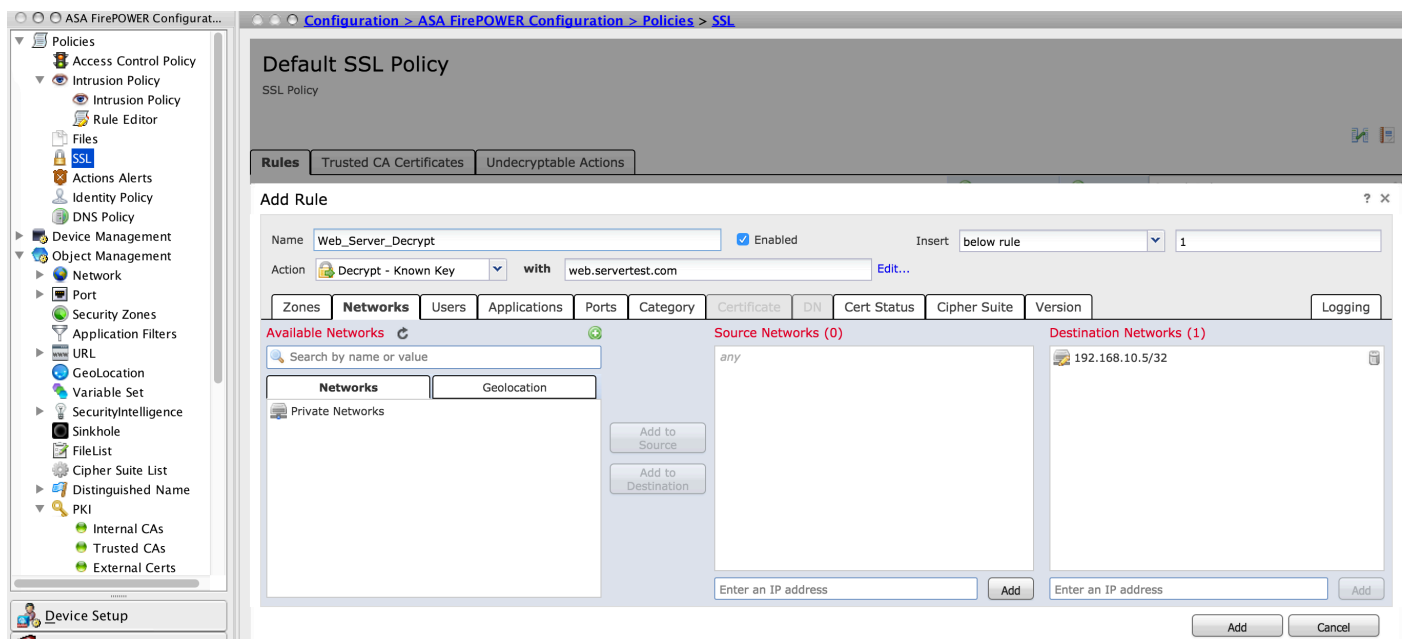 ASA FirePOWER Configurat...
Policies
Access Control Policy
Intrusion Policy
Intrusion Policy
Rule Editor
Files
SSL
Actions Alerts
Identity Policy
DNS Policy
Device Management
Object Management
Network
Port
Security Zones
Application Filters
URL
GeoLocation
Variable Set
SecurityIntelligence
Sinkhole
FileList
Cipher Suite List
Distinguished Name
PKI
Internal CAs
Trusted CAs
External Certs
Device Setup
Configuration > ASA FirePOWER Configuration > Policies > SSL
Default SSL Policy
SSL Policy
Rules Trusted CA Certificates Undecryptable Actions
Add Rule ?
Name Web_Server_Decrypt Enabled Insert below rule 1
Action Decrypt - Known Key with web.servertest.com Edit...
Zones Networks Users Applications Ports Category Certificate DN Cert Status Cipher Suite Version Logging
Available Networks Source Networks (0) Destination Networks (1)
Search by name or value any 192.168.10.5/32
Networks Geolocation
Private Networks
Add to
Source
Add to
Destination
Enter an IP address Add Enter an IP address Add
Add Cancel